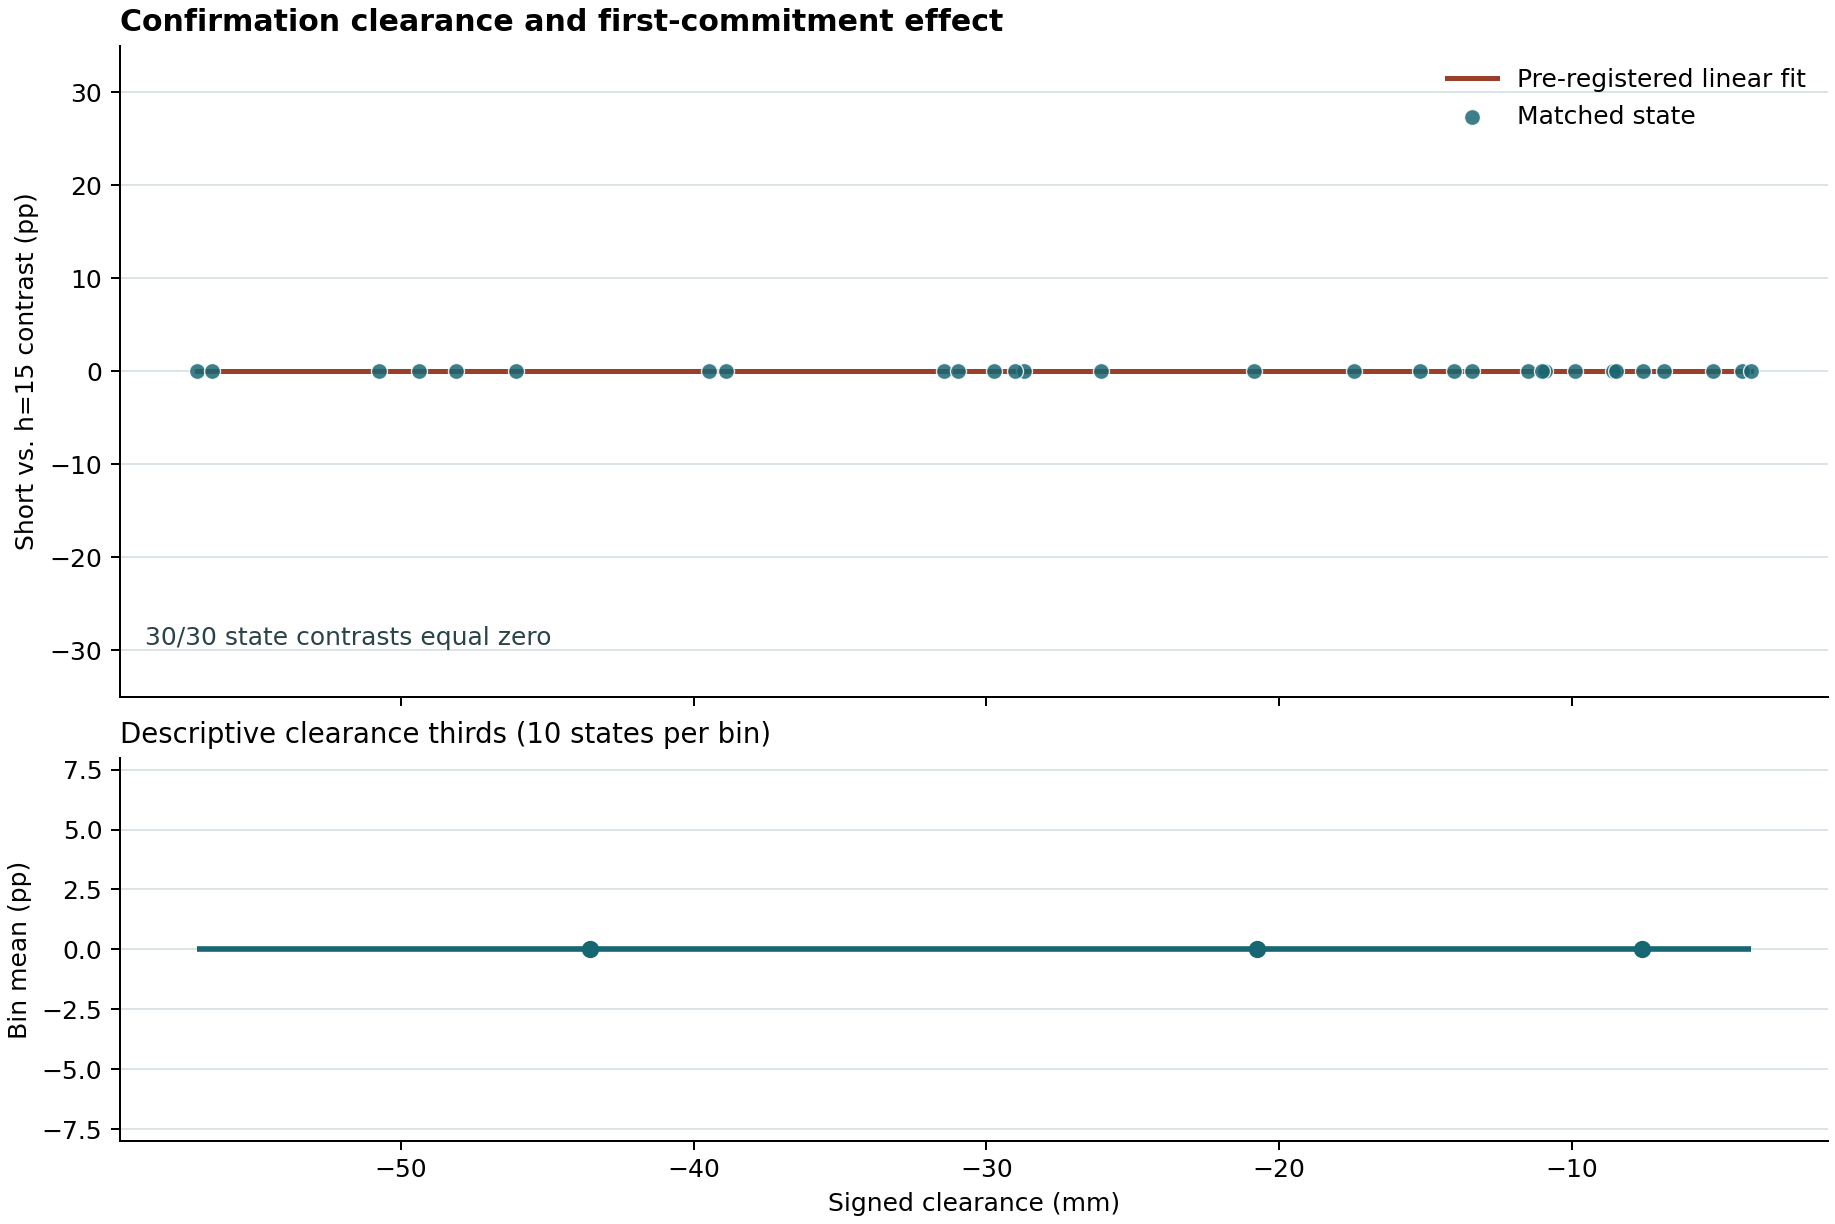 Confirmation clearance and first-commitment effect
30
20
10
0
−10
−20
−30
Short vs. h=15 contrast (pp)
Pre-registered linear fit
Matched state
30/30 state contrasts equal zero
Descriptive clearance thirds (10 states per bin)
7.5
5.0
2.5
0.0
−2.5
−5.0
−7.5
Bin mean (pp)
−50
−40
−30
−20
−10
Signed clearance (mm)